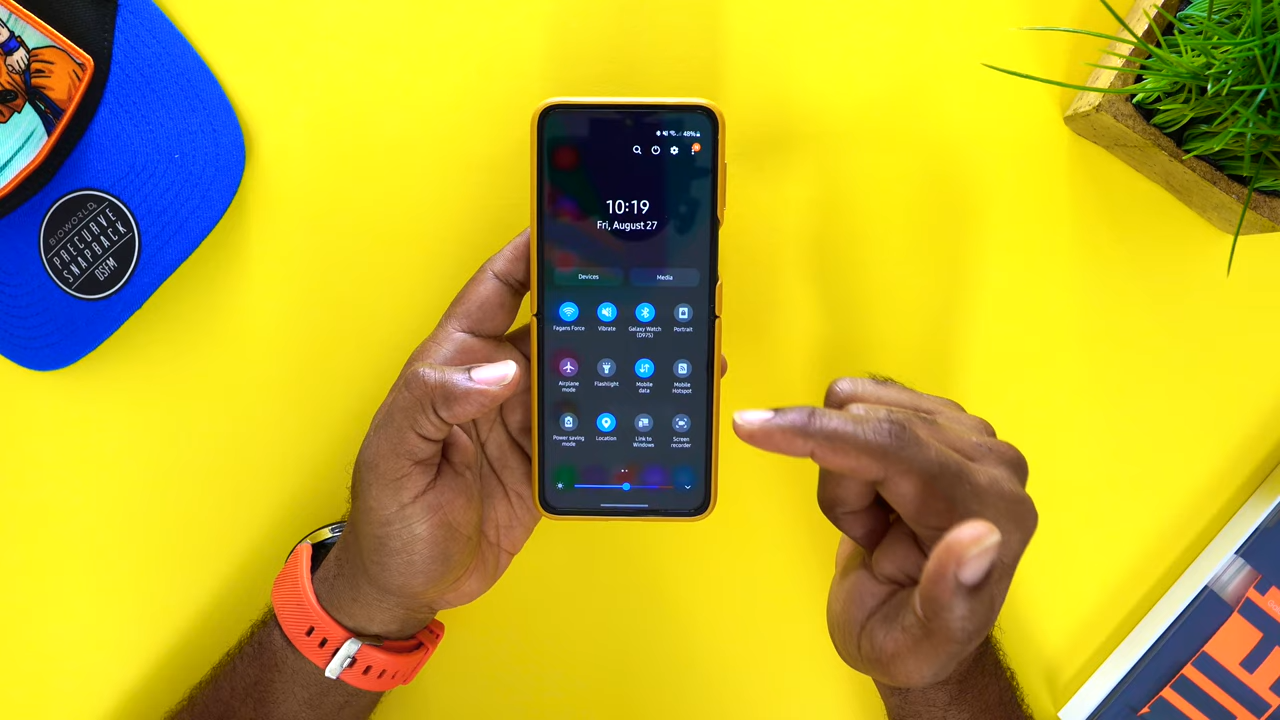 BIOWORLD
PRECURVE
SNAPBACK
OSFM
48%
10:19
Fri, August 27
Devices
Media
Fagans Force
Vibrate
Galaxy Watch
(D975)
Portrait
Airplane
mode
Flashlight
Mobile
data
Mobile
Hotspot
Power saving
mode
Location
Link to
Windows
Screen
recorder